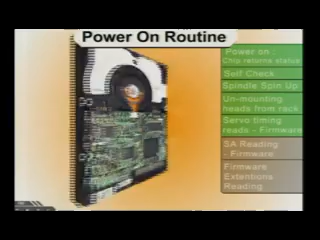 Power On Routine
Power on :
Chip returns status
Self Check
Spindle Spin Up
Un-mounting
heads from rack
Servo timing
reads - Firmware
SA Reading
- Firmware
Firmware
Extentions
Reading